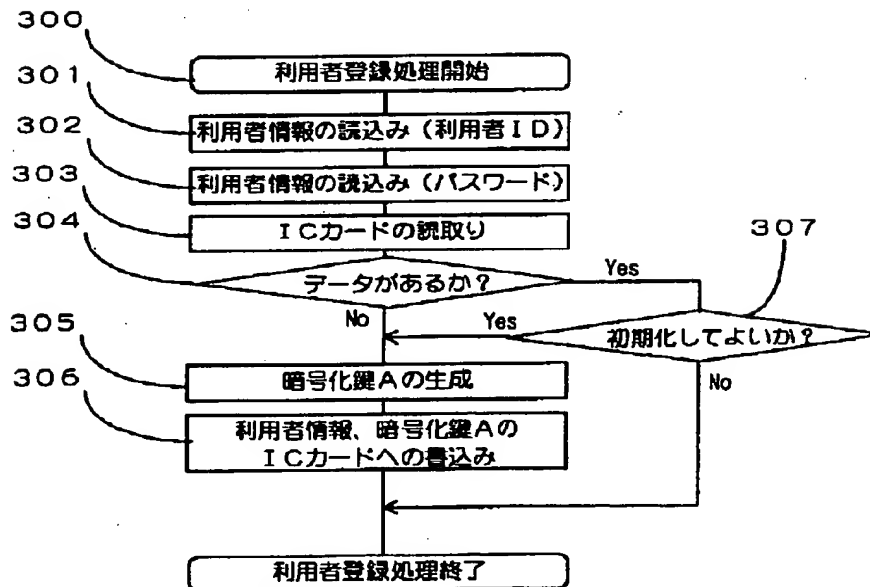 ３００
利用者登録処理開始
３０１
利用者情報の読込み（利用者ＩＤ）
３０２
利用者情報の読込み（パスワード）
３０３
ＩＣカードの読取り
３０４
データがあるか？
Yes
３０７
No
Yes
初期化してよいか？
３０５
暗号化鍵Ａの生成
No
３０６
利用者情報、暗号化鍵Ａの
ＩＣカードへの書込み
利用者登録処理終了